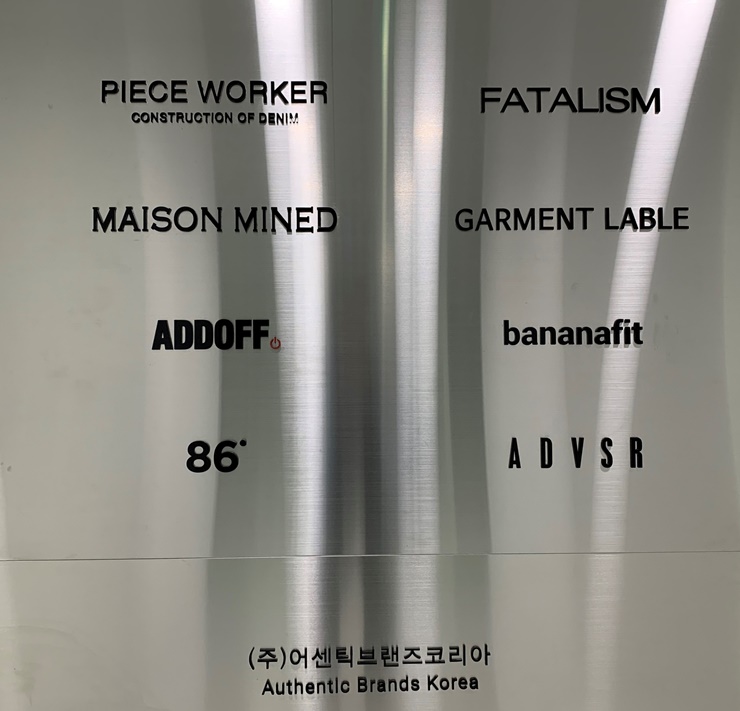 PIECE WORKER
CONSTRUCTION OF DENIM
FATALISM
MAISON MINED
GARMENT LABLE
ADDOFF
bananafit
86°
ADVSR
(주)어센틱브랜즈코리아
Authentic Brands Korea